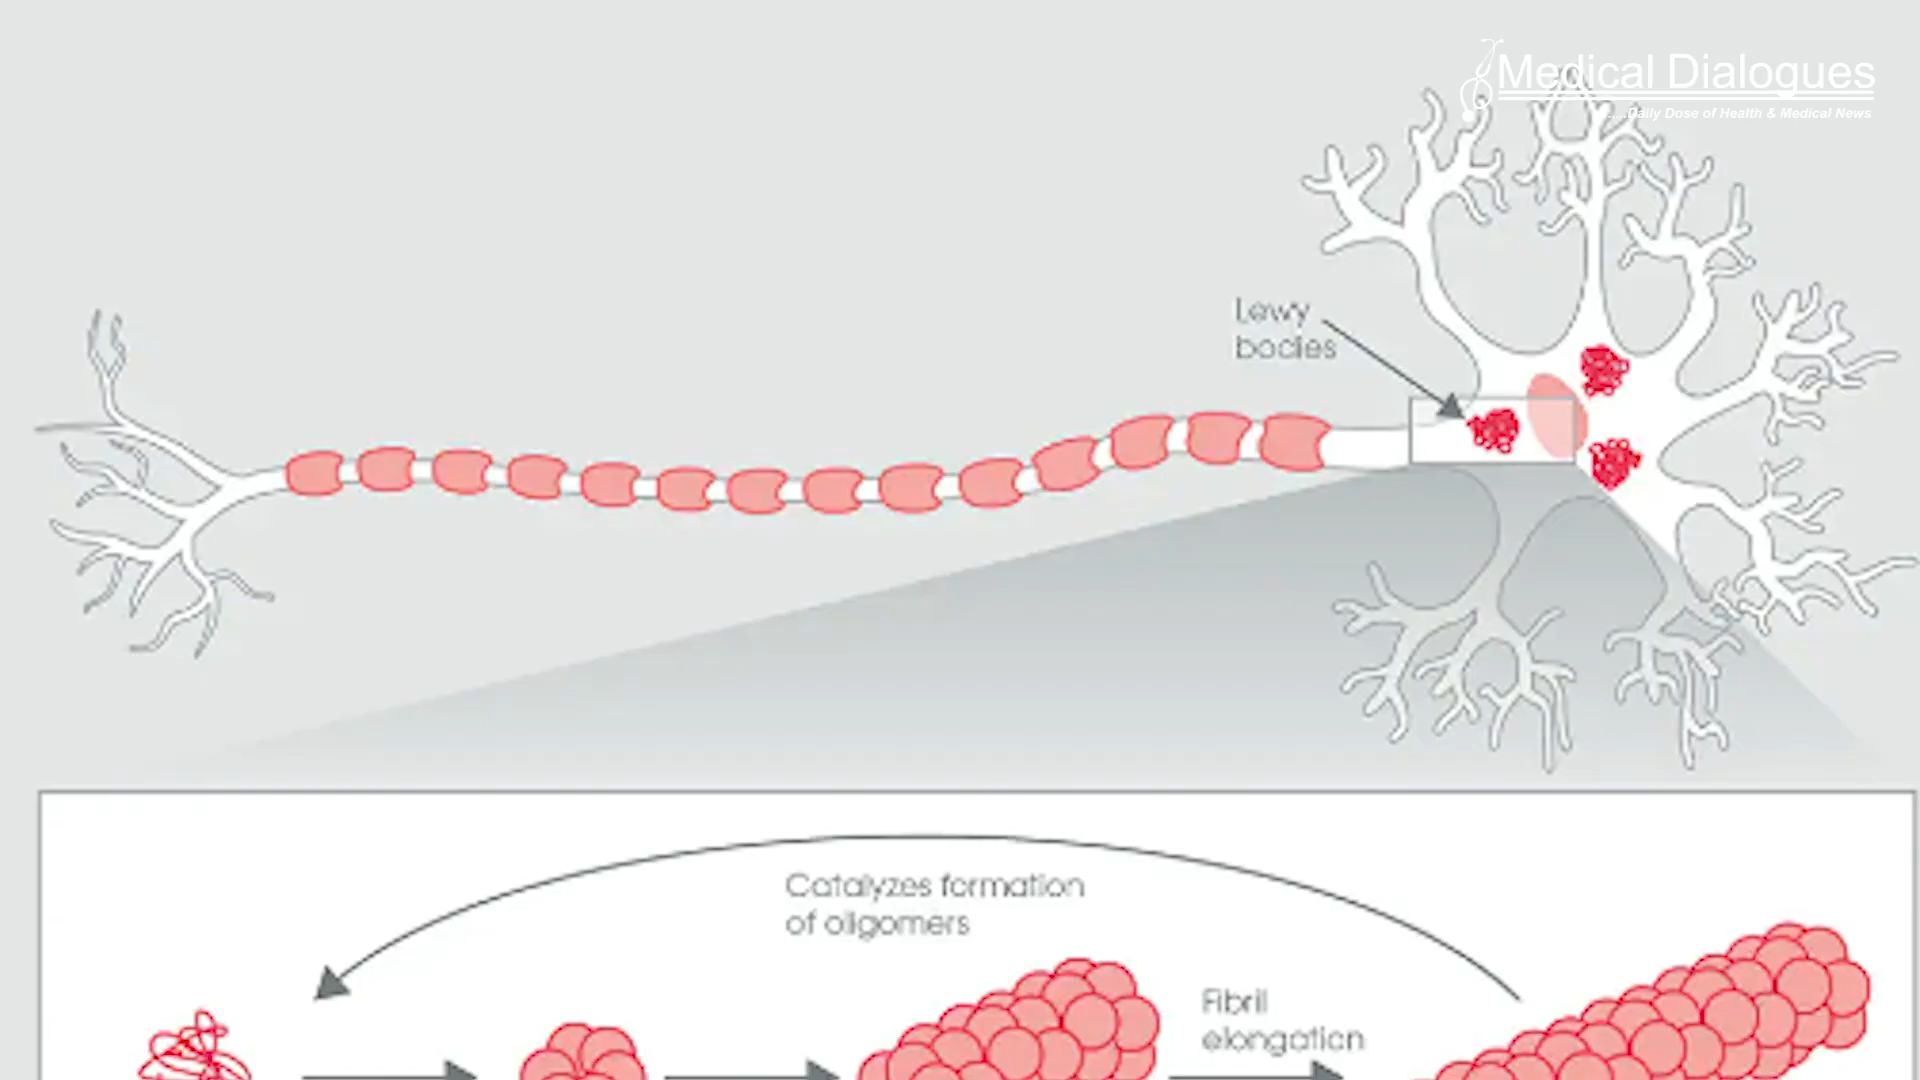 Medical Dialogues
.....Daily Dose of Health & Medical News
Lewy
bodies
Catalyzes formation
of oligomers
Fibril
elongation